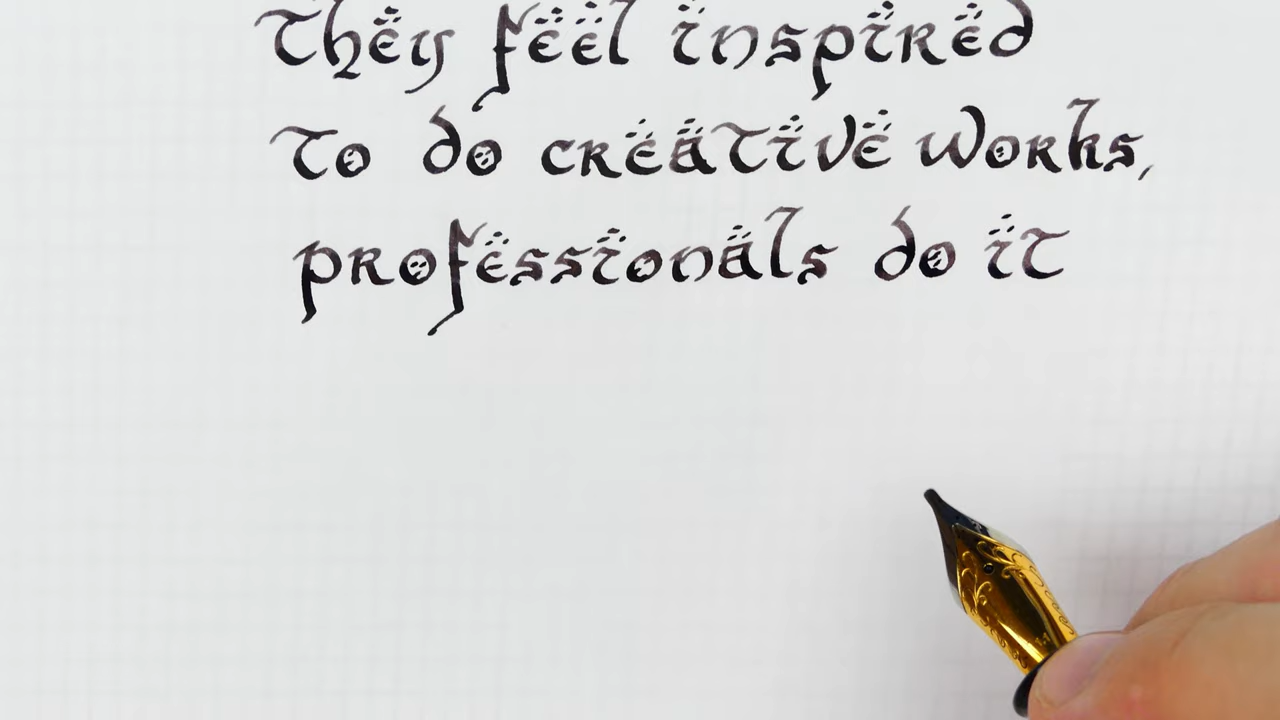 They feel inspired
to do creative works,
professionals do it